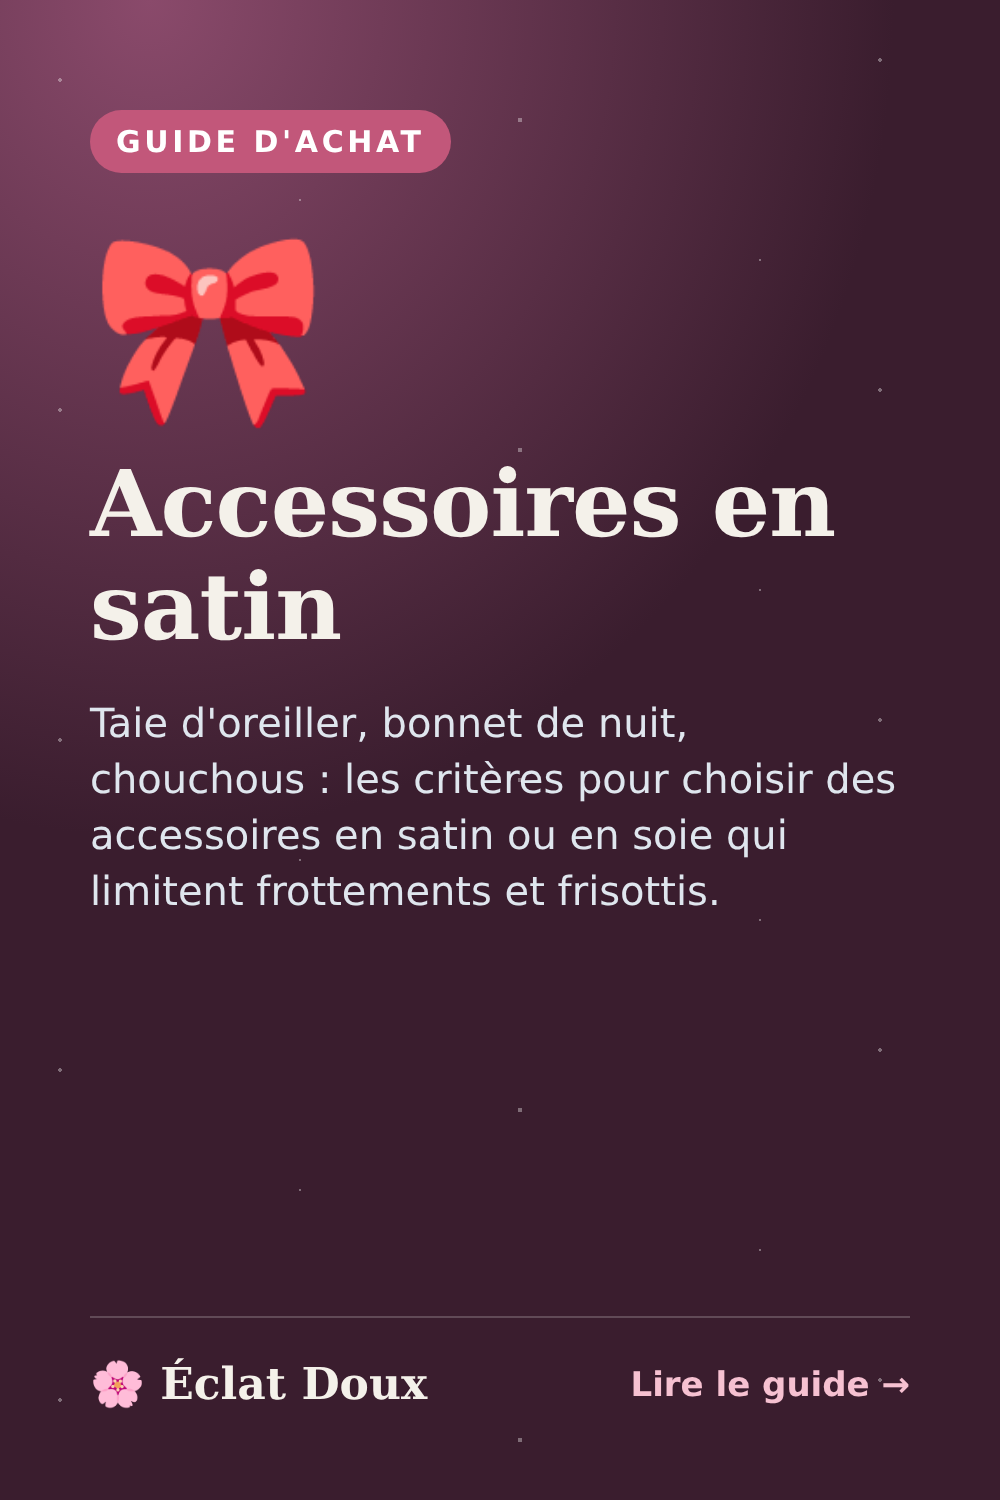 GUIDE D'ACHAT
Accessoires en
satin
Taie d'oreiller, bonnet de nuit,
chouchous : les critères pour choisir des
accessoires en satin ou en soie qui
limitent frottements et frisottis.
Éclat Doux
Lire le guide →